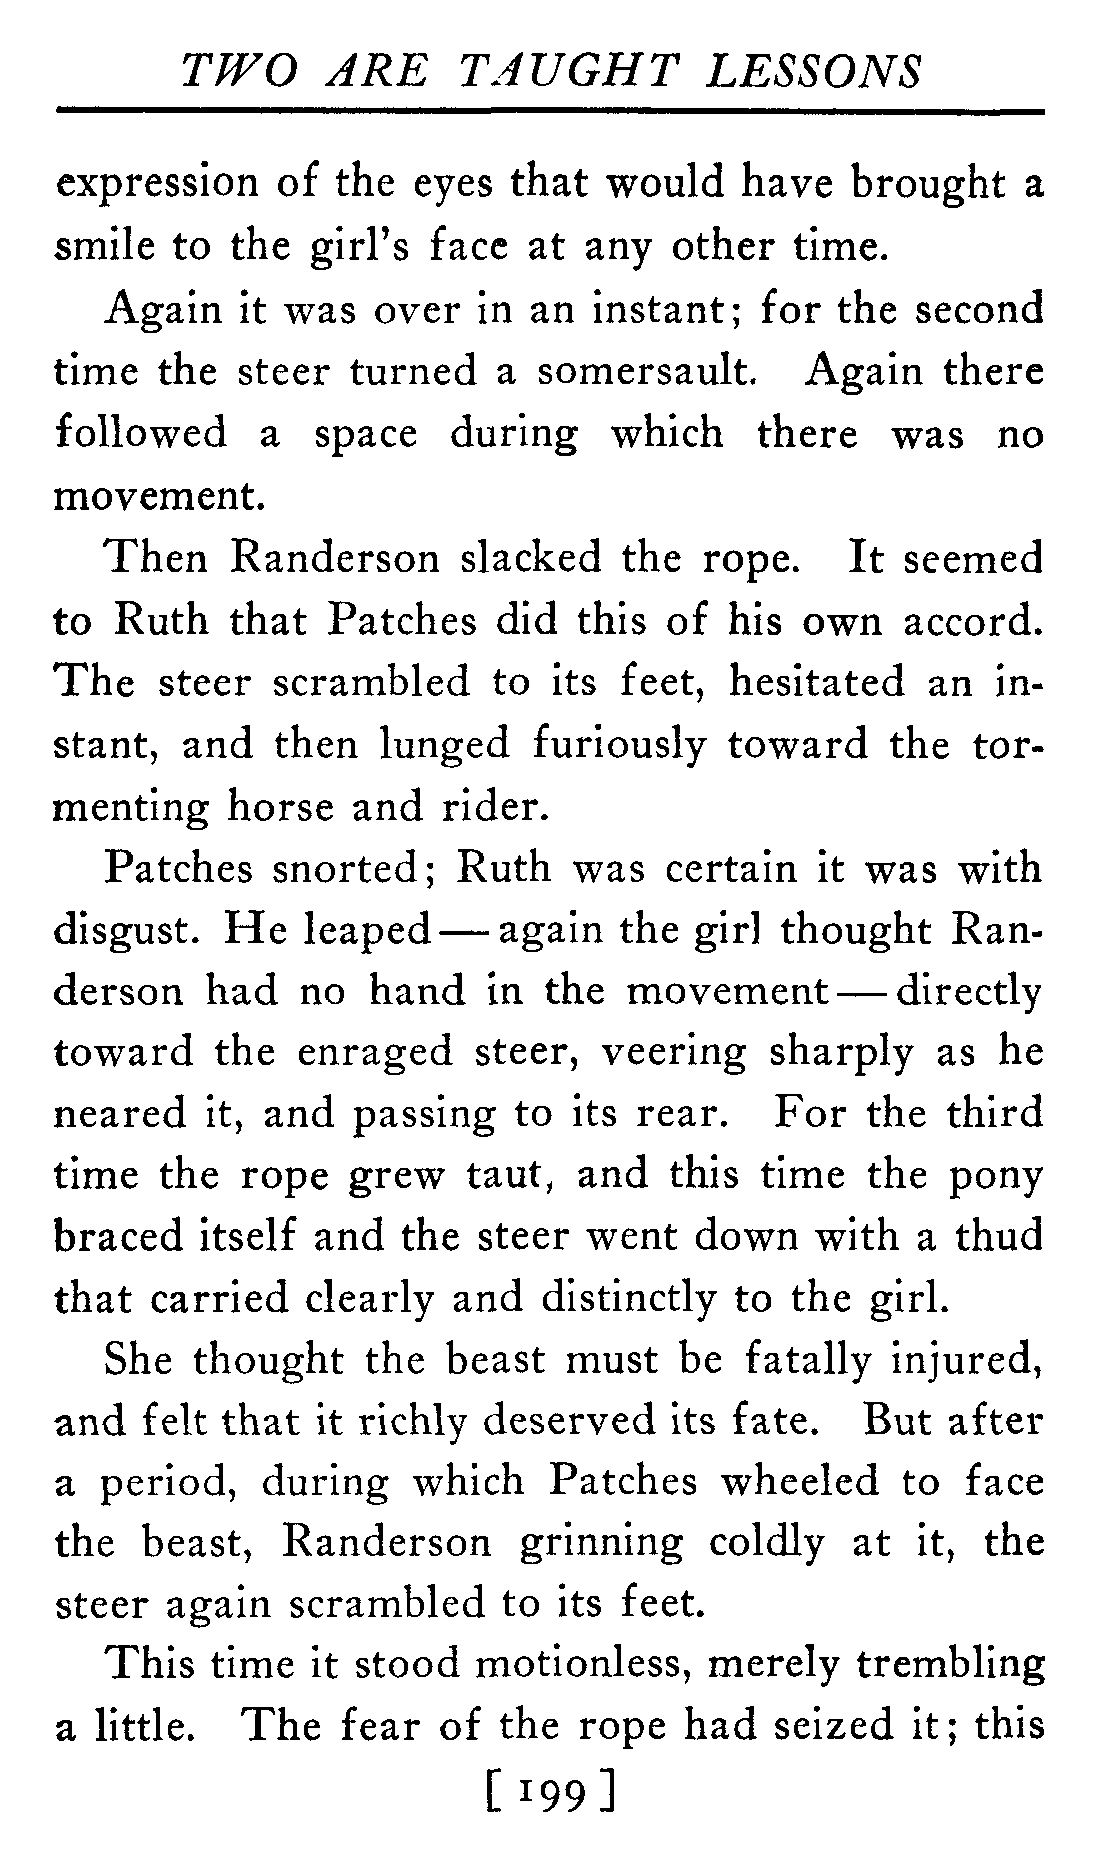 TWO ARE TAUGHT LESSONS
expression of the eyes that would have brought a
smile to the girl's face at any other time.
Again it was over in an instant; for the second
time the steer turned a somersault. Again there
followed a space during which there was no
movement.
Then Randerson slacked the rope. It seemed
to Ruth that Patches did this of his own accord.
The steer scrambled to its feet, hesitated an in-
stant, and then lunged furiously toward the tor-
menting horse and rider.
Patches snorted; Ruth was certain it was with
disgust. He leaped—again the girl thought Ran-
derson had no hand in the movement—directly
toward the enraged steer, veering sharply as he
neared it, and passing to its rear. For the third
time the rope grew taut, and this time the pony
braced itself and the steer went down with a thud
that carried clearly and distinctly to the girl.
She thought the beast must be fatally injured,
and felt that it richly deserved its fate. But after
a period, during which Patches wheeled to face
the beast, Randerson grinning coldly at it, the
steer again scrambled to its feet.
This time it stood motionless, merely trembling
a little. The fear of the rope had seized it; this
[ 199 ]